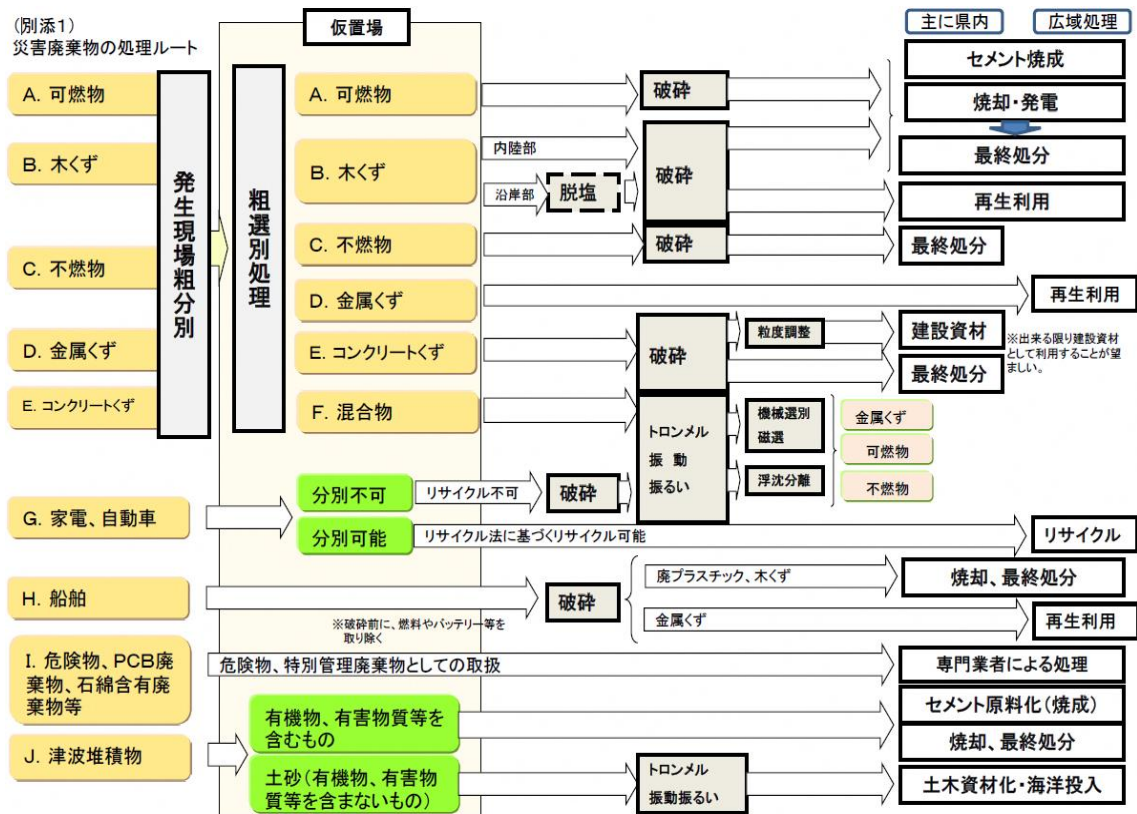 (別添1)
災害廃棄物の処理ルート
仮置場
主に県内
広域処理
A. 可燃物
B. 木くず
C. 不燃物
D. 金属くず
E. コンクリートくず
発生現場粗分別
粗選別処理
A. 可燃物
破砕
セメント焼成
焼却・発電
最終処分
B. 木くず
内陸部
沿岸部
脱塩
破砕
再生利用
C. 不燃物
破砕
最終処分
D. 金属くず
再生利用
E. コンクリートくず
破砕
粒度調整
建設資材
※出来る限り建設資材
として利用することが望
ましい。
最終処分
F. 混合物
トロンメル
振 動
振るい
機械選別
磁選
浮沈分離
金属くず
可燃物
不燃物
G. 家電、自動車
分別不可
リサイクル不可
破砕
分別可能
リサイクル法に基づくリサイクル可能
リサイクル
H. 船舶
※破砕前に、燃料やバッテリー等を
取り除く
破砕
廃プラスチック、木くず
焼却、最終処分
金属くず
再生利用
I. 危険物、PCB廃
棄物、石綿含有廃
棄物等
危険物、特別管理廃棄物としての取扱
専門業者による処理
J. 津波堆積物
有機物、有害物質等を
含むもの
セメント原料化(焼成)
焼却、最終処分
土砂(有機物、有害物
質等を含まないもの)
トロンメル
振動振るい
土木資材化・海洋投入